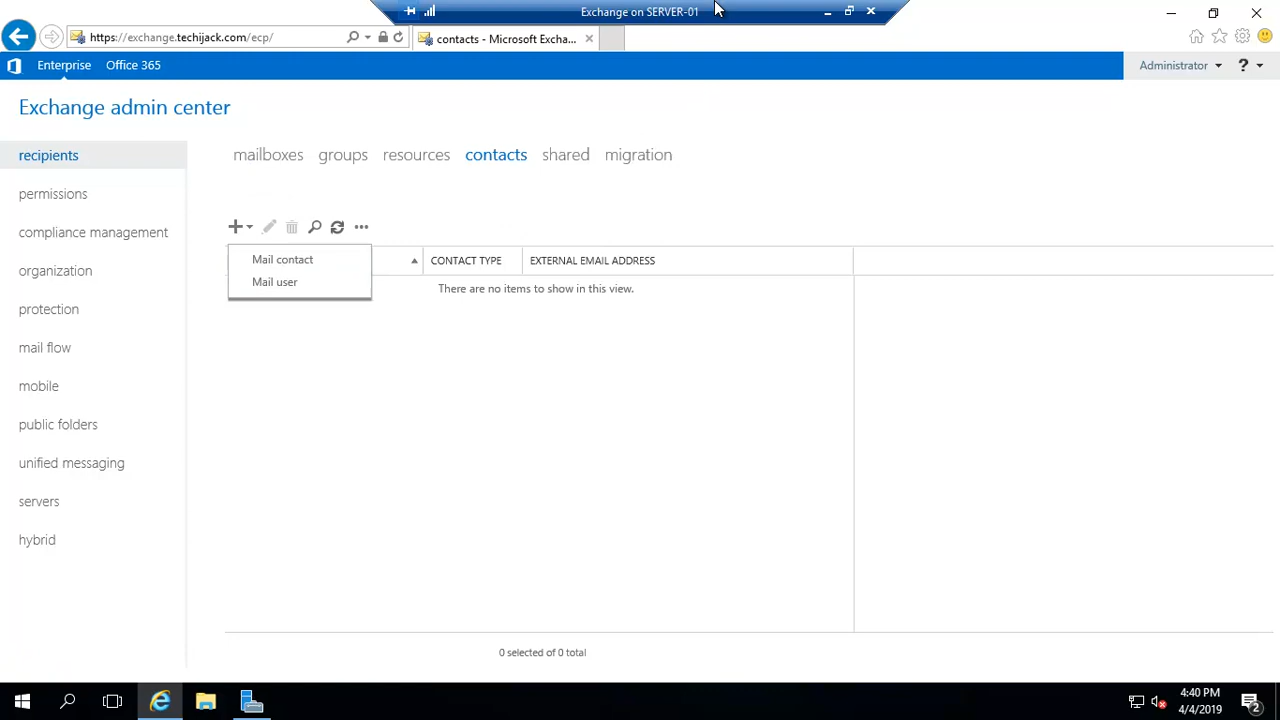 Exchange on SERVER-01
https://exchange.techijack.com/ecp/
contacts - Microsoft Excha...
Enterprise Office 365
Administrator ?
Exchange admin center
recipients
permissions
compliance management
organization
protection
mail flow
mobile
public folders
unified messaging
servers
hybrid
mailboxes groups resources contacts shared migration
Mail contact
Mail user
CONTACT TYPE EXTERNAL EMAIL ADDRESS
There are no items to show in this view.
0 selected of 0 total
4:40 PM
4/4/2019
2